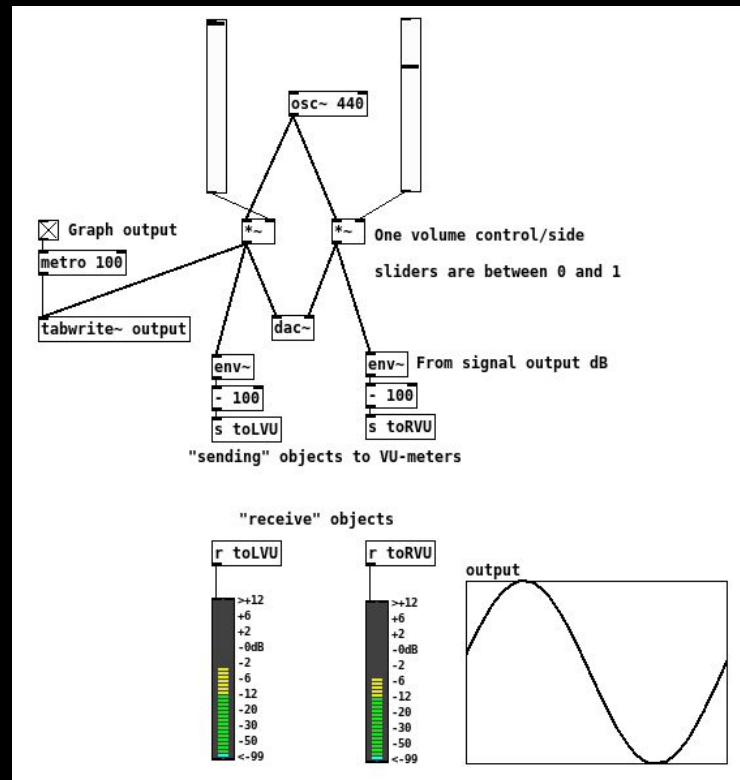 osc~ 440
Graph output
*~
*~
One volume control/side
metro 100
sliders are between 0 and 1
tabwrite~ output
dac~
env~
env~
From signal output dB
- 100
- 100
s toLVU
s toRVU
"sending" objects to VU-meters
"receive" objects
r toLVU
r toRVU
output
>+12
+6
+2
-0dB
-2
-6
-12
-20
-30
-50
<-99
>+12
+6
+2
-0dB
-2
-6
-12
-20
-30
-50
<-99